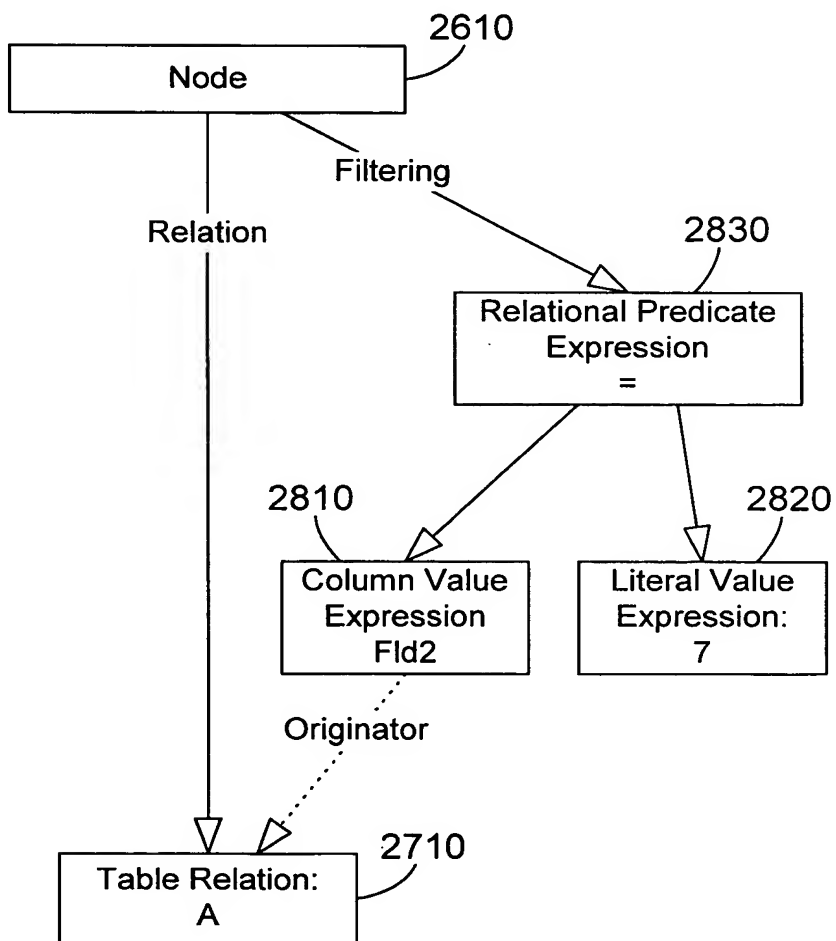 2610
Node
Filtering
Relation
2830
Relational Predicate
Expression
=
2810
2820
Column Value
Expression
Fld2
Literal Value
Expression:
7
Originator
2710
Table Relation:
A